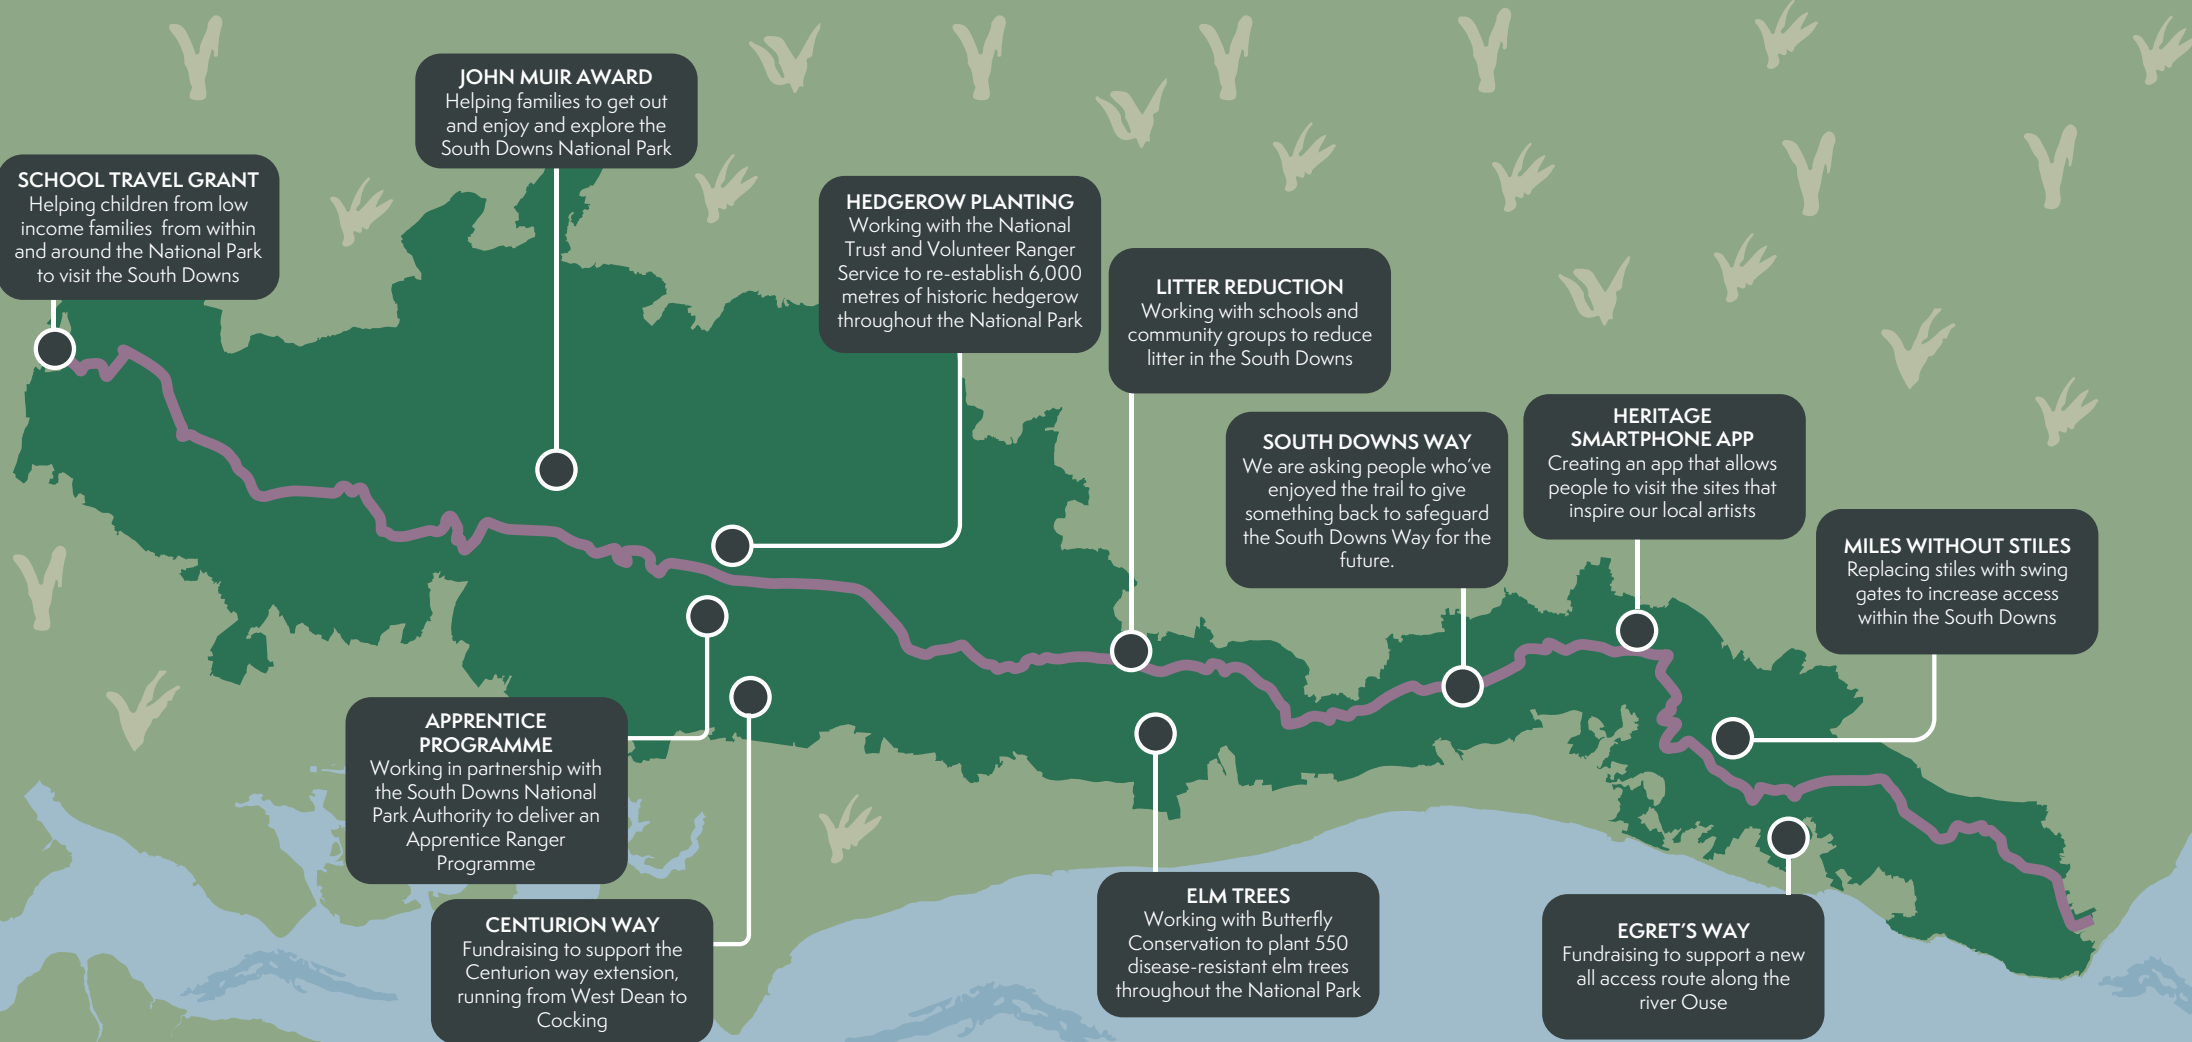 JOHN MUIR AWARD
Helping families to get out
and enjoy and explore the
South Downs National Park
SCHOOL TRAVEL GRANT
Helping children from low
income families  from within
and around the National Park
to visit the South Downs
HEDGEROW PLANTING
Working with the National
Trust and Volunteer Ranger
Service to re-establish 6,000
metres of historic hedgerow
throughout the National Park
LITTER REDUCTION
Working with schools and
community groups to reduce
litter in the South Downs
SOUTH DOWNS WAY
We are asking people who’ve
enjoyed the trail to give
something back to safeguard
the South Downs Way for the
future.
HERITAGE
SMARTPHONE APP
Creating an app that allows
people to visit the sites that
inspire our local artists
MILES WITHOUT STILES
Replacing stiles with swing
gates to increase access
within the South Downs
APPRENTICE
PROGRAMME
Working in partnership with
the South Downs National
Park Authority to deliver an
Apprentice Ranger
Programme
CENTURION WAY
Fundraising to support the
Centurion way extension,
running from West Dean to
Cocking
ELM TREES
Working with Butterfly
Conservation to plant 550
disease-resistant elm trees
throughout the National Park
EGRET’S WAY
Fundraising to support a new
all access route along the
river Ouse